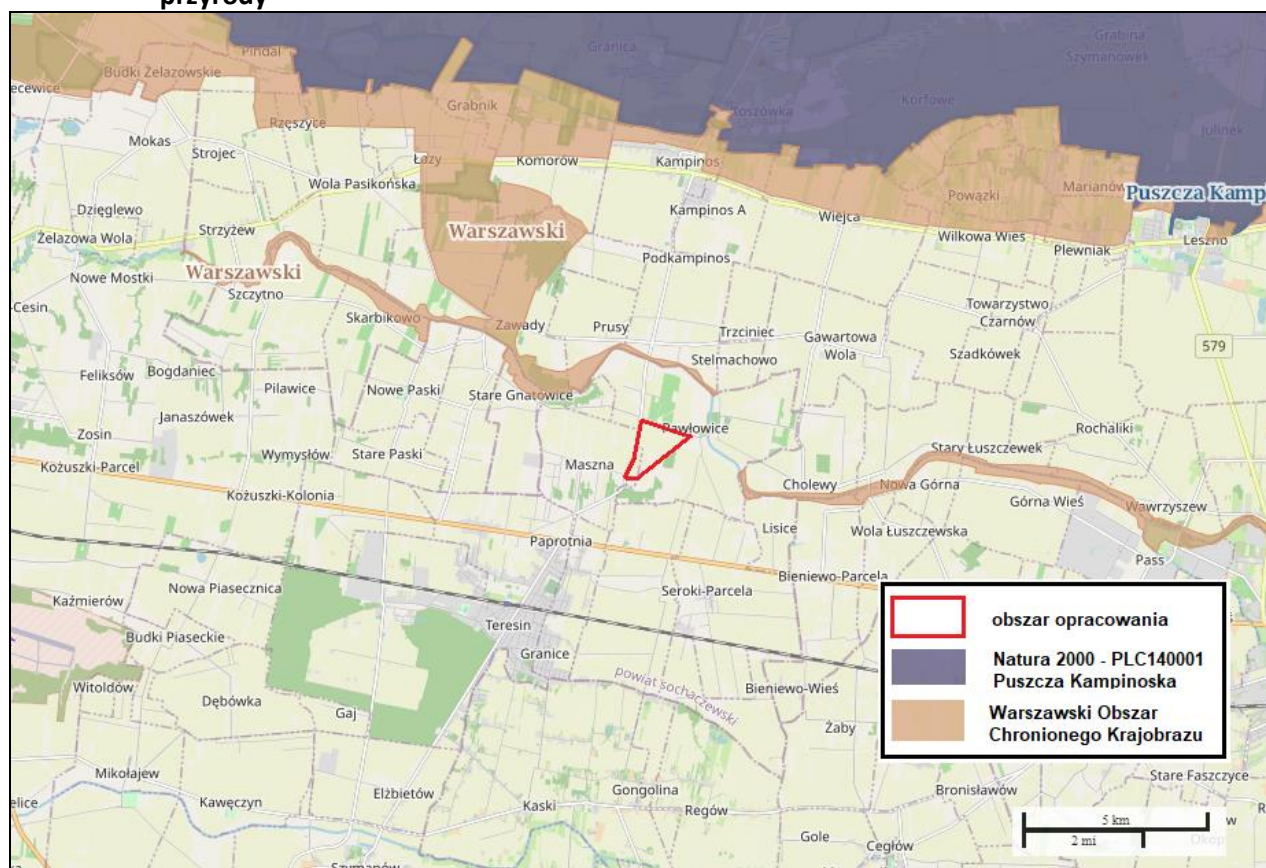 przyrody
Pindal
Granica
Grabina
Szymanówek
Budki Żelazowskie
ecewice
Grabnik
Roszówka
Korfowe
Julinek
Rzęszyce
Mokas
Strojec
Łazy
Komorów
Kampinos
Wola Pasikońska
Powązki
Marianów
Puszcza Kamp
Dzięglewo
Kampinos A
Wiejca
Strzyżew
Warszawski
Wilkowa Wieś
Plewniak
Leszno
Żelazowa Wola
Podkampinos
Nowe Mostki
Warszawski
Szczytno
Towarzystwo
Czarnów
-Cesin
Skarbikowo
Zawady
Prusy
Trzciniec
Gawartowa
Wola
579
Stelmachowo
Szadkówek
Feliksów
Bogdaniec
Pilawice
Nowe Paski
Stare Gnatowice
Janaszówek
Pawłowice
Rochaliki
Zosin
Stary Łuszczewek
Wymysłów
Stare Paski
Maszna
Kożuszki-Parcel
Cholewy
Nowa Górna
Kożuszki-Kolonia
Górna Wieś
Wawrzyszew
Lisice
Wola Łuszczewska
Paprotnia
Pass
Nowa Piasecznica
Bieniewo-Parcela
Kaźmierów
Seroki-Parcela
Teresin
Budki Piaseckie
Granice
powiat sochaczewski
Witoldów
Bieniewo-Wieś
Dębówka
Gaj
Żaby
obszar opracowania
Natura 2000 - PLC140001
Puszcza Kampinoska
Warszawski Obszar
Chronionego Krajobrazu
Mikołajew
Stare Faszczyce
Elżbietów
Gongolina
Bronisławów
elice
Kawęczyn
Kaski
Regów
5 km
2 mi
Gole
Cegłów
Szymanów